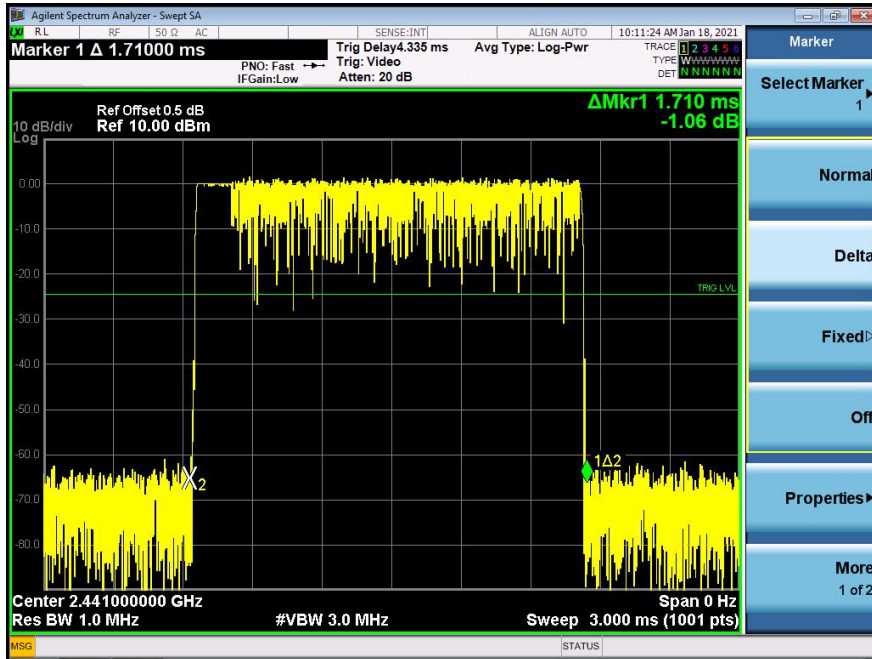 Agilent Spectrum Analyzer - Swept SA
LXI RL RF 50 Ω AC SENSE:INT ALIGN AUTO 10:11:24 AM Jan 18, 2021
Marker 1 Δ 1.71000 ms
PNO: Fast
IFGain:Low
Trig Delay4.335 ms
Trig: Video
Atten: 20 dB
Avg Type: Log-Pwr
TRACE 1 2 3 4 5 6
TYPE WWWWWW
DET N N N N N N
Ref Offset 0.5 dB
Ref 10.00 dBm
10 dB/div
Log
ΔMkr1 1.710 ms
-1.06 dB
0.00
-10.0
-20.0
TRIG LVL
-30.0
-40.0
-50.0
-60.0
1Δ2
2
-70.0
-80.0
Center 2.441000000 GHz
Span 0 Hz
Res BW 1.0 MHz
#VBW 3.0 MHz
Sweep 3.000 ms (1001 pts)
MSG
STATUS
Marker
Select Marker
1
Normal
Delta
Fixed
Off
Properties
More
1 of 2